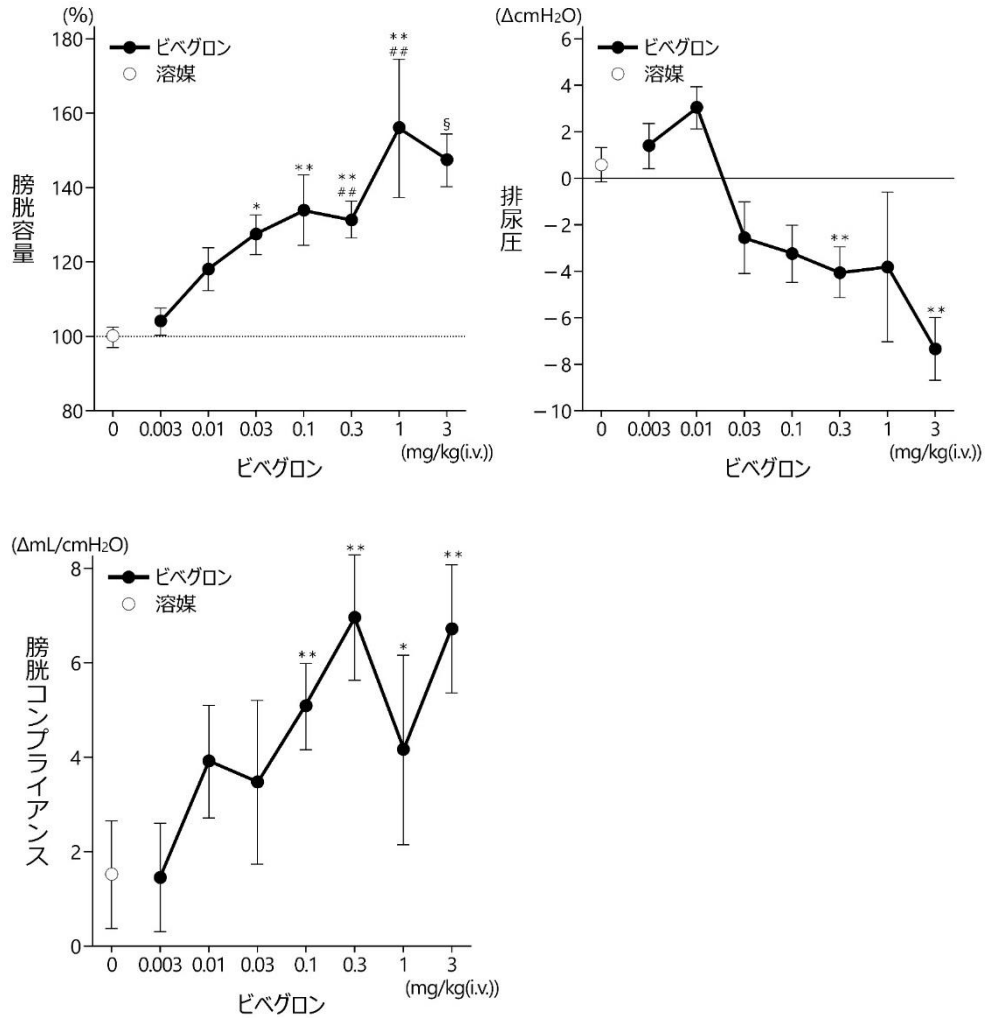 (%)
180
160
140
120
100
80
膀胱容量
ビベグロン
溶媒
*
**
**
##
**
##
§
0 0.003 0.01 0.03 0.1 0.3 1 3
(mg/kg(i.v.))
ビベグロン
(ΔcmH₂O)
6
4
2
0
−2
−4
−6
−8
−10
排尿圧
ビベグロン
溶媒
**
**
0 0.003 0.01 0.03 0.1 0.3 1 3
(mg/kg(i.v.))
ビベグロン
(ΔmL/cmH₂O)
8
6
4
2
0
膀胱コンプライアンス
ビベグロン
溶媒
**
**
*
**
0 0.003 0.01 0.03 0.1 0.3 1 3
(mg/kg(i.v.))
ビベグロン